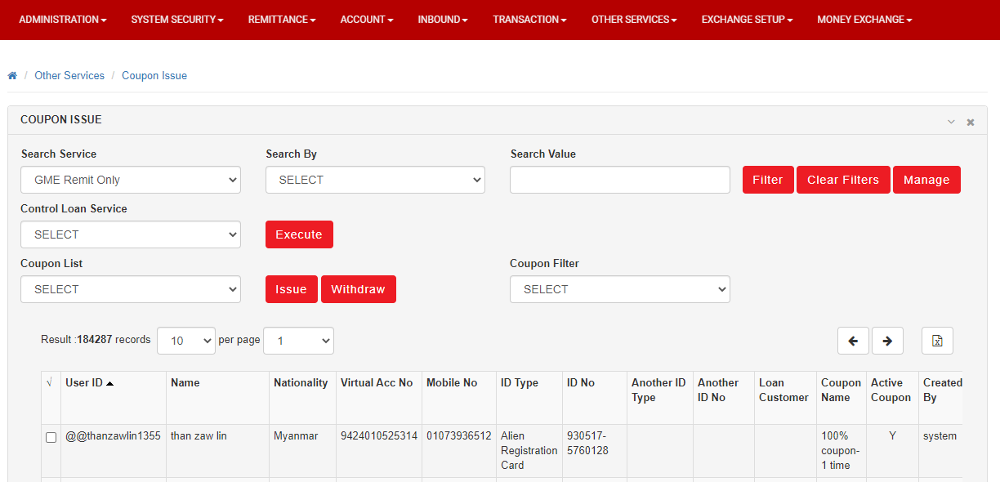 ADMINISTRATION SYSTEM SECURITY REMITTANCE ACCOUNT INBOUND TRANSACTION OTHER SERVICES EXCHANGE SETUP MONEY EXCHANGE
/ Other Services / Coupon Issue
COUPON ISSUE
Search Service Search By Search Value
GME Remit Only SELECT Filter Clear Filters Manage
Control Loan Service
SELECT Execute
Coupon List Coupon Filter
SELECT Issue Withdraw SELECT
Result :184287 records 10 per page 1
√ User ID Name Nationality Virtual Acc No Mobile No ID Type ID No Another ID Another Loan Coupon Active Created
Type ID No Customer Name Coupon By
@@thanzawlin1355 than zaw lin Myanmar 9424010525314 01073936512 Alien 930517- 100% Y system
Registration 5760128 coupon-
Card 1 time